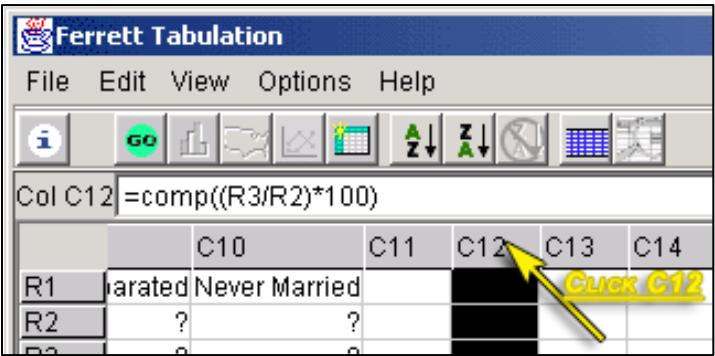 Ferrett Tabulation
File Edit View Options Help
i GO A Z Z A
Col C12 =comp((R3/R2)*100)
C10 C11 C12 C13 C14
R1 arated Never Married CLICK C12
R2 ? ?